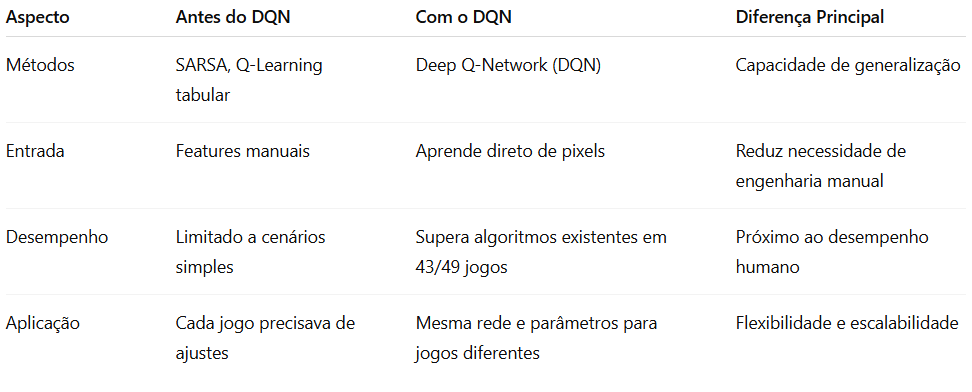 Aspecto Antes do DQN Com o DQN Diferença Principal
Métodos SARSA, Q-Learning Deep Q-Network (DQN) Capacidade de generalização
tabular
Entrada Features manuais Aprende direto de pixels Reduz necessidade de
engenharia manual
Desempenho Limitado a cenários Supera algoritmos existentes em Próximo ao desempenho
simples 43/49 jogos humano
Aplicação Cada jogo precisava de Mesma rede e parâmetros para Flexibilidade e escalabilidade
ajustes jogos diferentes